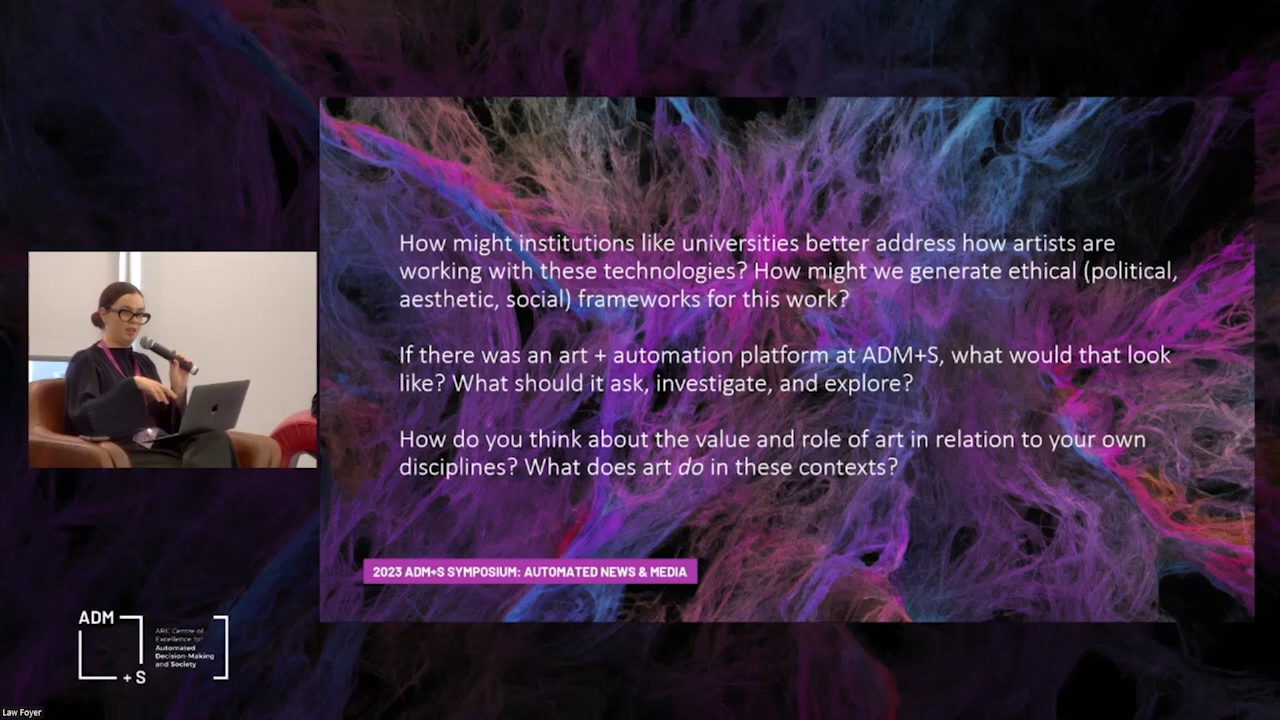 How might institutions like universities better address how artists are
working with these technologies? How might we generate ethical (political,
aesthetic, social) frameworks for this work?
If there was an art + automation platform at ADM+S, what would that look
like? What should it ask, investigate, and explore?
How do you think about the value and role of art in relation to your own
disciplines? What does art do in these contexts?
2023 ADM+S SYMPOSIUM: AUTOMATED NEWS & MEDIA
ADM
+ S
ARC Centre of
Excellence for
Automated
Decision-Making
and Society
Law Foyer